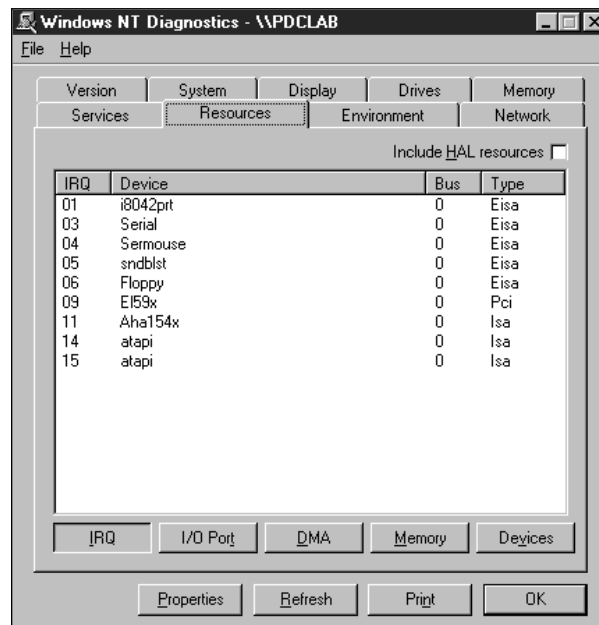 Windows NT Diagnostics - \\PDCLAB
File Help
Version System Display Drives Memory
Services Resources Environment Network
Include HAL resources
IRQ Device Bus Type
01 i8042prt 0 Eisa
03 Serial 0 Eisa
04 Sermouse 0 Eisa
05 sndblst 0 Eisa
06 Floppy 0 Eisa
09 El59x 0 Pci
11 Aha154x 0 Isa
14 atapi 0 Isa
15 atapi 0 Isa
IRQ I/O Port DMA Memory Devices
Properties Refresh Print OK